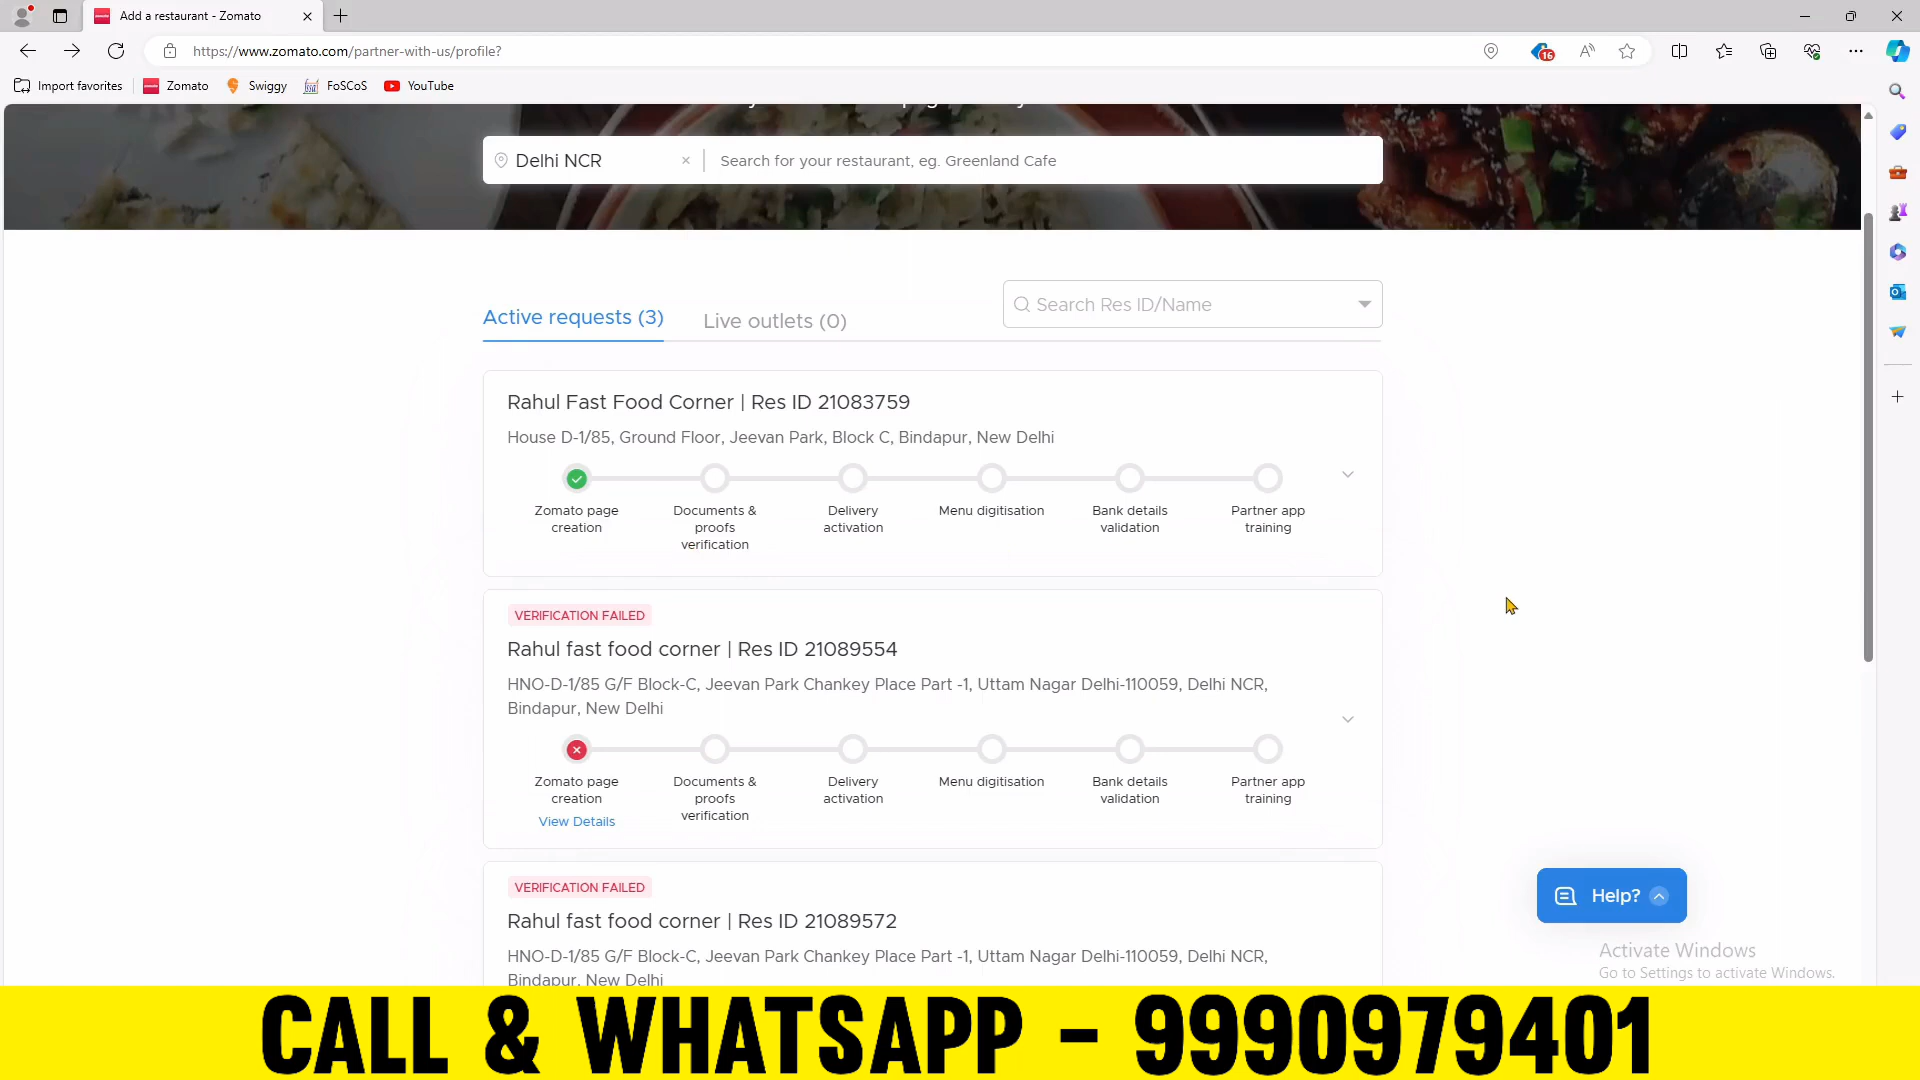 Add a restaurant - Zomato
https://www.zomato.com/partner-with-us/profile?
16
Import favorites
Zomato
Swiggy
FoSCoS
YouTube
Delhi NCR
Search for your restaurant, eg. Greenland Cafe
Active requests (3)
Live outlets (0)
Search Res ID/Name
Rahul Fast Food Corner | Res ID 21083759
House D-1/85, Ground Floor, Jeevan Park, Block C, Bindapur, New Delhi
Zomato page
creation
Documents &
proofs
verification
Delivery
activation
Menu digitisation
Bank details
validation
Partner app
training
VERIFICATION FAILED
Rahul fast food corner | Res ID 21089554
HNO-D-1/85 G/F Block-C, Jeevan Park Chankey Place Part -1, Uttam Nagar Delhi-110059, Delhi NCR,
Bindapur, New Delhi
Zomato page
creation
View Details
Documents &
proofs
verification
Delivery
activation
Menu digitisation
Bank details
validation
Partner app
training
VERIFICATION FAILED
Rahul fast food corner | Res ID 21089572
HNO-D-1/85 G/F Block-C, Jeevan Park Chankey Place Part -1, Uttam Nagar Delhi-110059, Delhi NCR,
Bindapur, New Delhi
Help?
Activate Windows
Go to Settings to activate Windows.
CALL & WHATSAPP - 9990979401